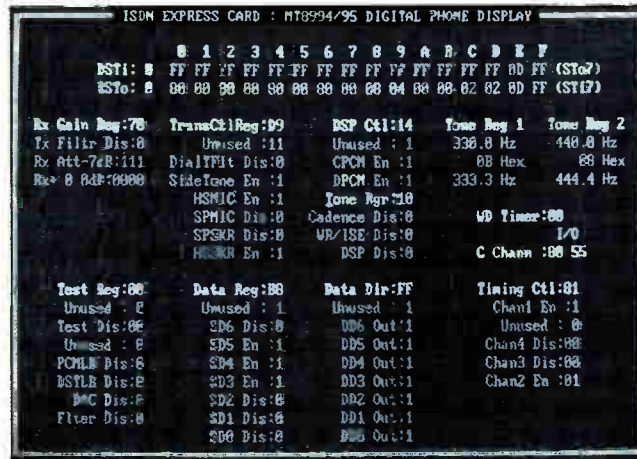 ISDN EXPRESS CARD : MT8994/95 DIGITAL PHONE DISPLAY
0 1 2 3 4 5 6 7 8 9 A B C D E F
DSTi: 0 FF FF FF FF FF FF FF FF FF FF FF FF FF FF 0D FF (STo7)
DSTo: 0 00 00 00 00 00 00 00 00 00 04 00 00 02 02 0D FF (STi7)
Rx Gain Reg:70 TransCtlReg:D9 DSP Ctl:14 Tone Reg 1 Tone Reg 2
Tx Filtr Dis:0 Unused :11 Unused : 1 330.0 Hz 440.0 Hz
Rx Att-7dB:111 DialTFlt Dis:0 CPCM En :1 0B Hex Hex
Rx+ 0 0dB:0000 SideTone En :1 DPCM En :1 333.3 Hz 444.4 Hz
HSMIC En :1 Tone Rgr:10
SPMIC Dis:0 Cadence Dis:0 WD Timer:00
SPSKR Dis:0 WR/ISE Dis:0 I/O
HSSKR En :1 DSP Dis:0 C Chann :00 55
Test Reg:00 Data Reg:B8 Data Dir:FF Timing Ctl:81
Unused : 0 Unused : 1 Unused : 1 Chan1 En :1
Test Dis:00 SD6 Dis:0 DD6 Out:1 Unused : 0
Unused : 0 SD5 En :1 DD5 Out:1 Chan4 Dis:00
PCMLB Dis:0 SD4 En :1 DD4 Out:1 Chan3 Dis:00
DSTLB Dis:0 SD3 En :1 DD3 Out:1 Chan2 En :01
Dis:0 SD2 Dis:0 DD2 Out:1
Flter Dis:0 SD1 Dis:0 DD1 Out:1
SD0 Dis:0 DD0 Out:1